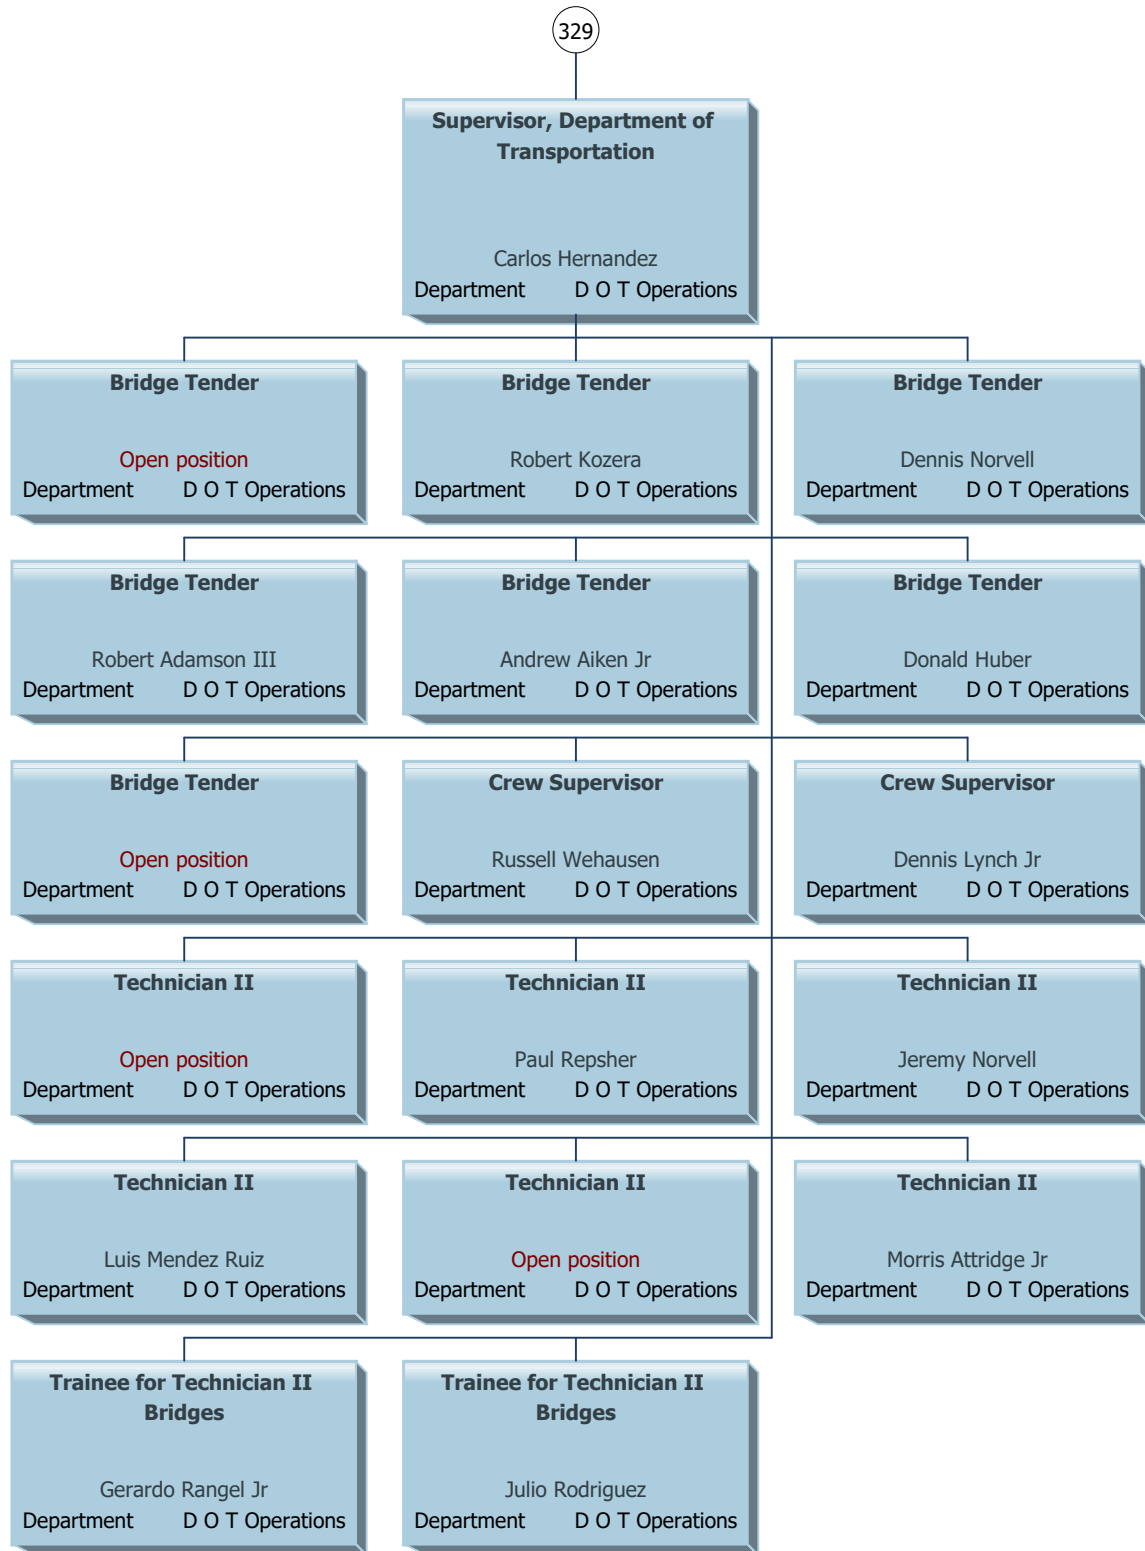 329
Supervisor, Department of
Transportation
Carlos Hernandez
Department D O T Operations
Bridge Tender
Open position
Department D O T Operations
Bridge Tender
Robert Kozera
Department D O T Operations
Bridge Tender
Dennis Norvell
Department D O T Operations
Bridge Tender
Robert Adamson III
Department D O T Operations
Bridge Tender
Andrew Aiken Jr
Department D O T Operations
Bridge Tender
Donald Huber
Department D O T Operations
Bridge Tender
Open position
Department D O T Operations
Crew Supervisor
Russell Wehausen
Department D O T Operations
Crew Supervisor
Dennis Lynch Jr
Department D O T Operations
Technician II
Open position
Department D O T Operations
Technician II
Paul Repsher
Department D O T Operations
Technician II
Jeremy Norvell
Department D O T Operations
Technician II
Luis Mendez Ruiz
Department D O T Operations
Technician II
Open position
Department D O T Operations
Technician II
Morris Attridge Jr
Department D O T Operations
Trainee for Technician II
Bridges
Gerardo Rangel Jr
Department D O T Operations
Trainee for Technician II
Bridges
Julio Rodriguez
Department D O T Operations